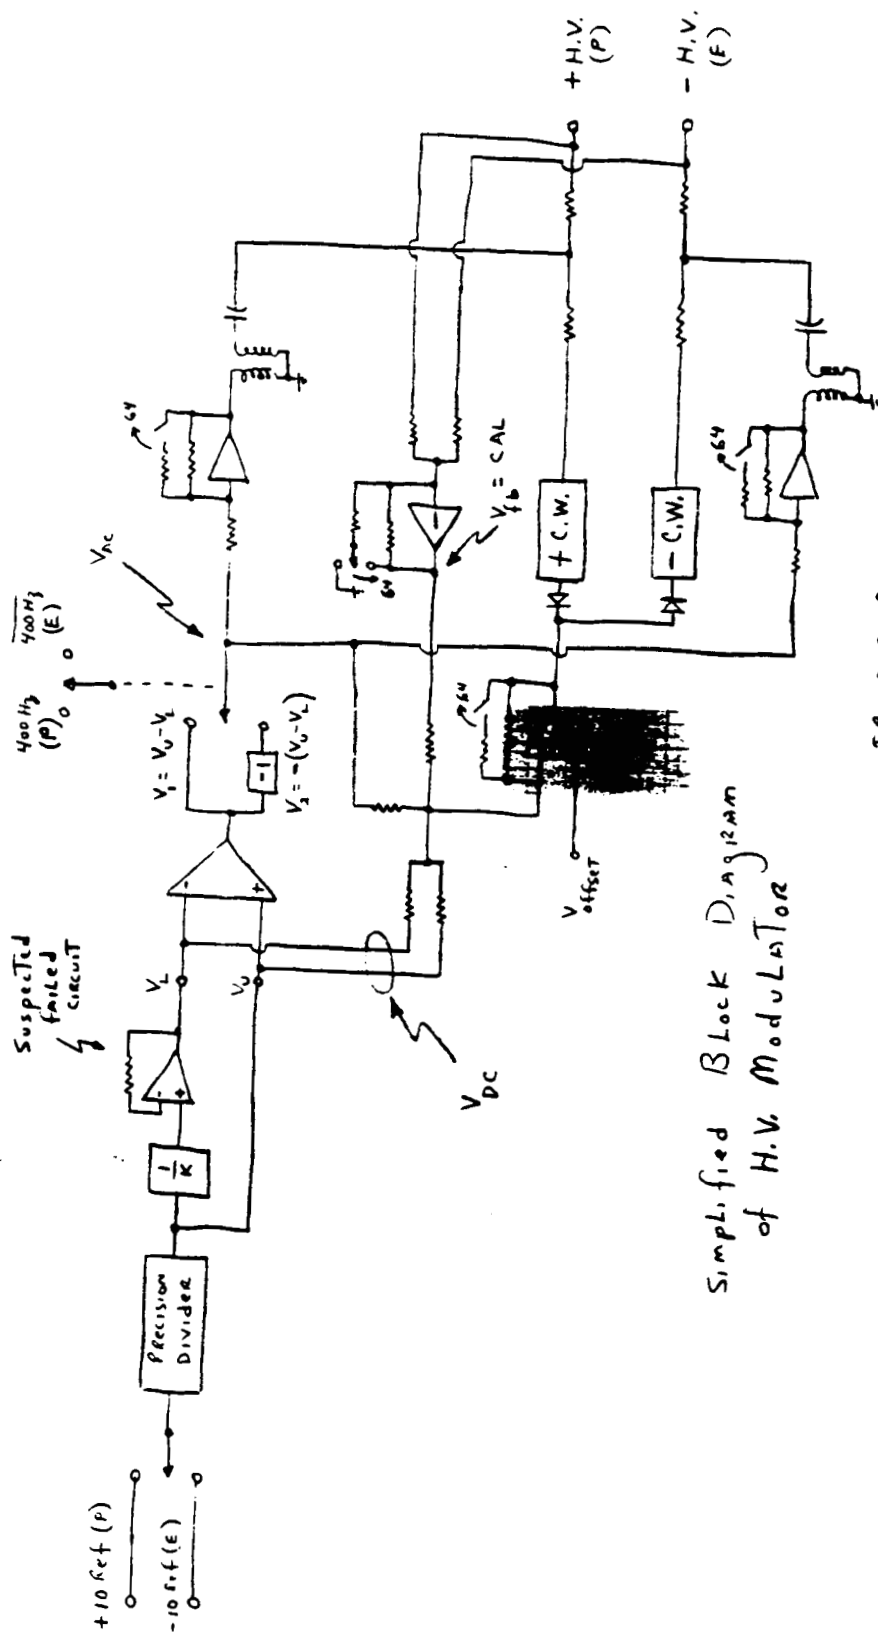 +10 Ref (P)
-10 Ref (E)
PRECISION
DIVIDER
1/K
SUSPECTED
FAILED
CIRCUIT
- +
V_L
V_U
- +
V_DC
V_1 = V_U - V_L
-1
V_2 = -(V_U - V_L)
400Hz
(P)
400Hz
(E)
V_AC
64
64
V_fb = CAL
64
V_offset
+ C.W.
- C.W.
64
+ H.V.
(P)
- H.V.
(E)
Simplified Block Diagram
of H.V. Modulator